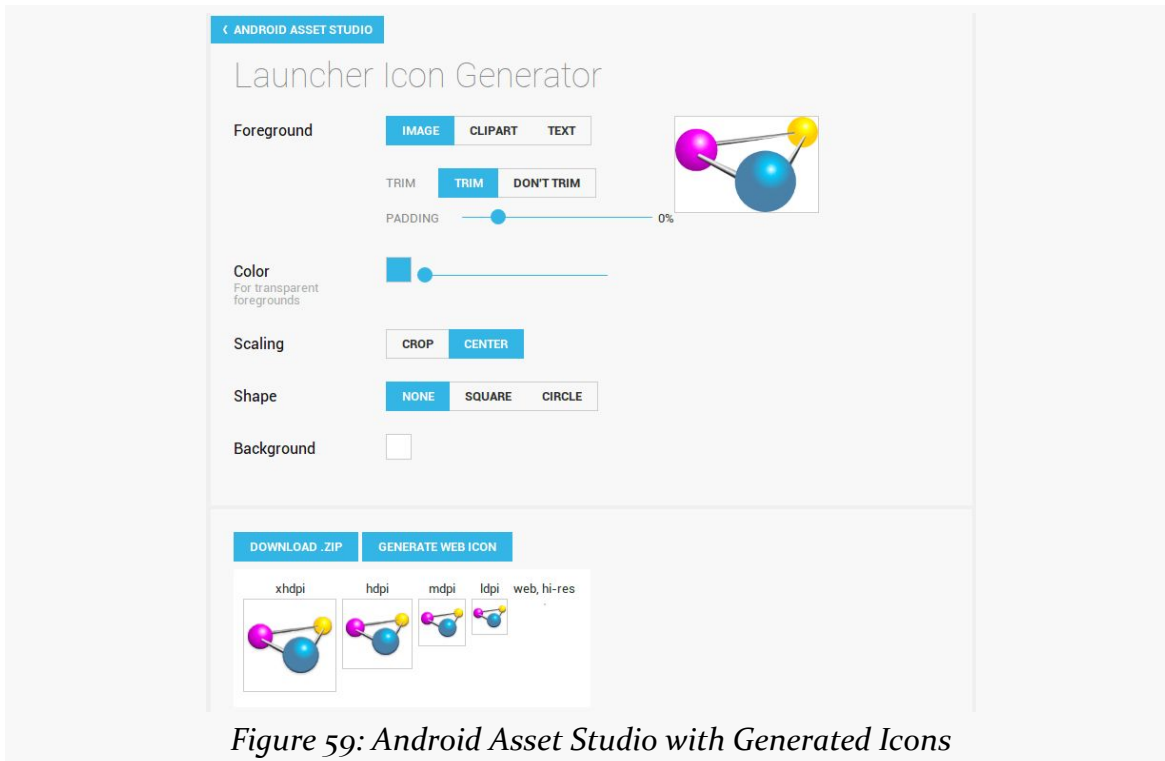 ‹ ANDROID ASSET STUDIO
Launcher Icon Generator
Foreground IMAGE CLIPART TEXT
TRIM TRIM DON'T TRIM
PADDING 0%
Color
For transparent
foregrounds
Scaling CROP CENTER
Shape NONE SQUARE CIRCLE
Background
DOWNLOAD .ZIP GENERATE WEB ICON
xhdpi hdpi mdpi ldpi web, hi-res
Figure 59: Android Asset Studio with Generated Icons